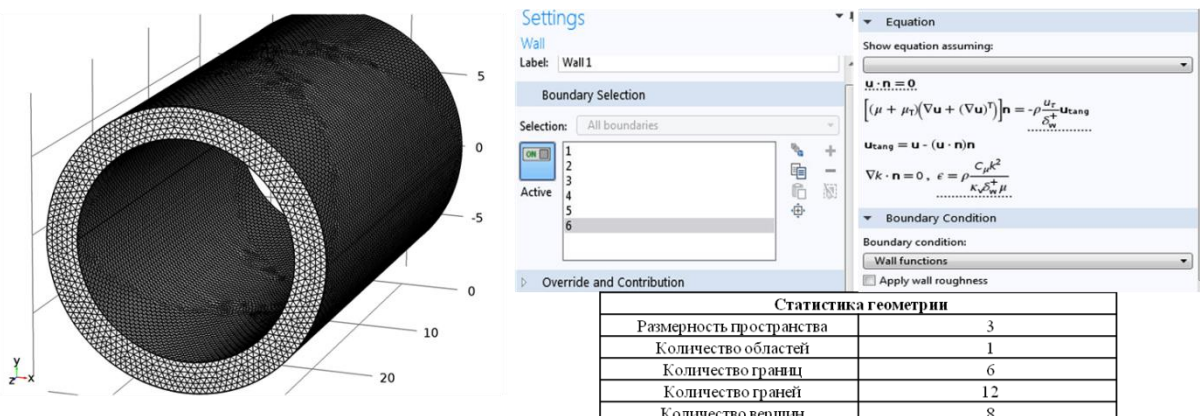 5
0
-5
0
10
20
y
z x
Settings
Wall
Label: Wall 1
Boundary Selection
Selection: All boundaries
ON
Active
1
2
3
4
5
6
Override and Contribution
Equation
Show equation assuming:
u · n = 0
[(μ + μT)(∇u + (∇u)ᵀ)]n = -ρ uτ/δw⁺ utang
utang = u - (u · n)n
∇k · n = 0 , ϵ = ρ Cμk²/κvδw⁺μ
Boundary Condition
Boundary condition:
Wall functions
Apply wall roughness
Статистика геометрии
Размерность пространства 3
Количество областей 1
Количество границ 6
Количество граней 12
Количество вершин 8